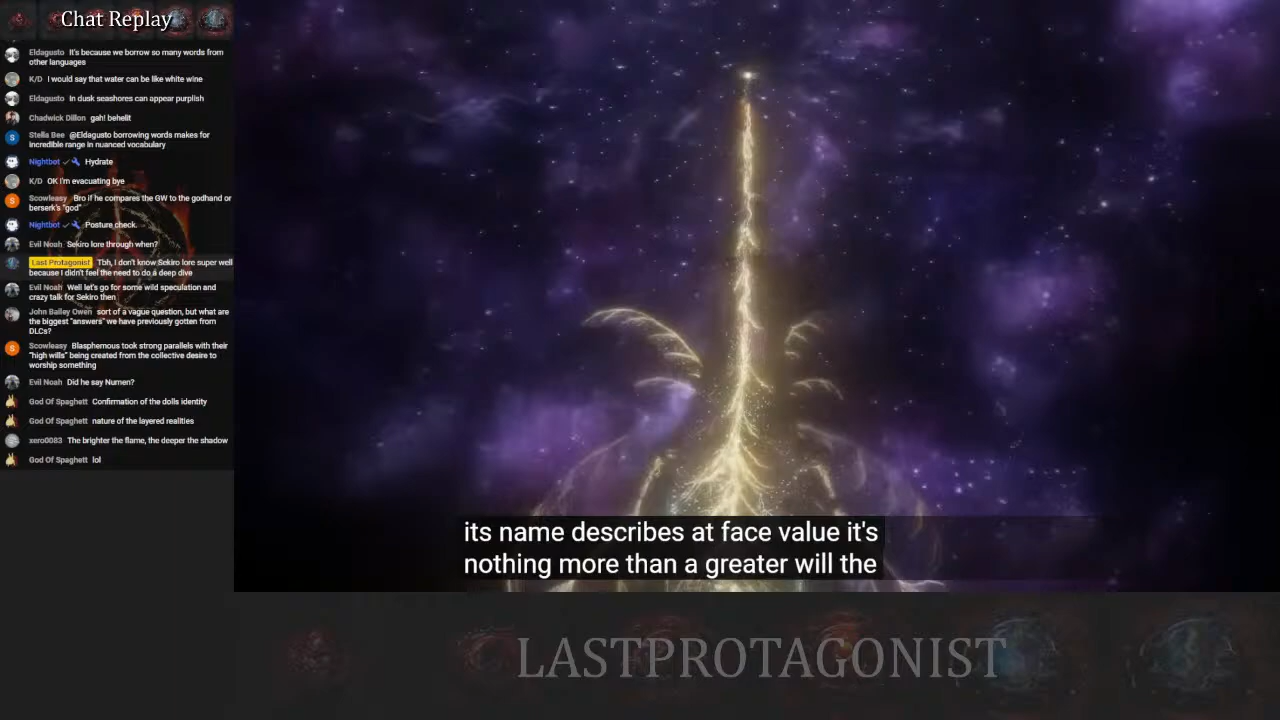 Chat Replay
Eldagusto It's because we borrow so many words from
other languages
K/D I would say that water can be like white wine
Eldagusto In dusk seashores can appear purplish
Chadwick Dillon gah! behelit
S Stella Bee @Eldagusto borrowing words makes for
incredible range in nuanced vocabulary
Nightbot Hydrate
K/D OK I'm evacuating bye
S Scowleasy Bro if he compares the GW to the godhand or
berserk's "god"
Nightbot Posture check.
Evil Noah Sekiro lore through when?
Last Protagonist Tbh, I don't know Sekiro lore super well
because I didn't feel the need to do a deep dive
Evil Noah Well let's go for some wild speculation and
crazy talk for Sekiro then
John Bailey Owen sort of a vague question, but what are
the biggest "answers" we have previously gotten from
DLCs?
S Scowleasy Blasphemous took strong parallels with their
"high wills" being created from the collective desire to
worship something
Evil Noah Did he say Numen?
God Of Spaghett Confirmation of the dolls identity
God Of Spaghett nature of the layered realities
xero0083 The brighter the flame, the deeper the shadow
God Of Spaghett lol
its name describes at face value it's
nothing more than a greater will the
LASTPROTAGONIST